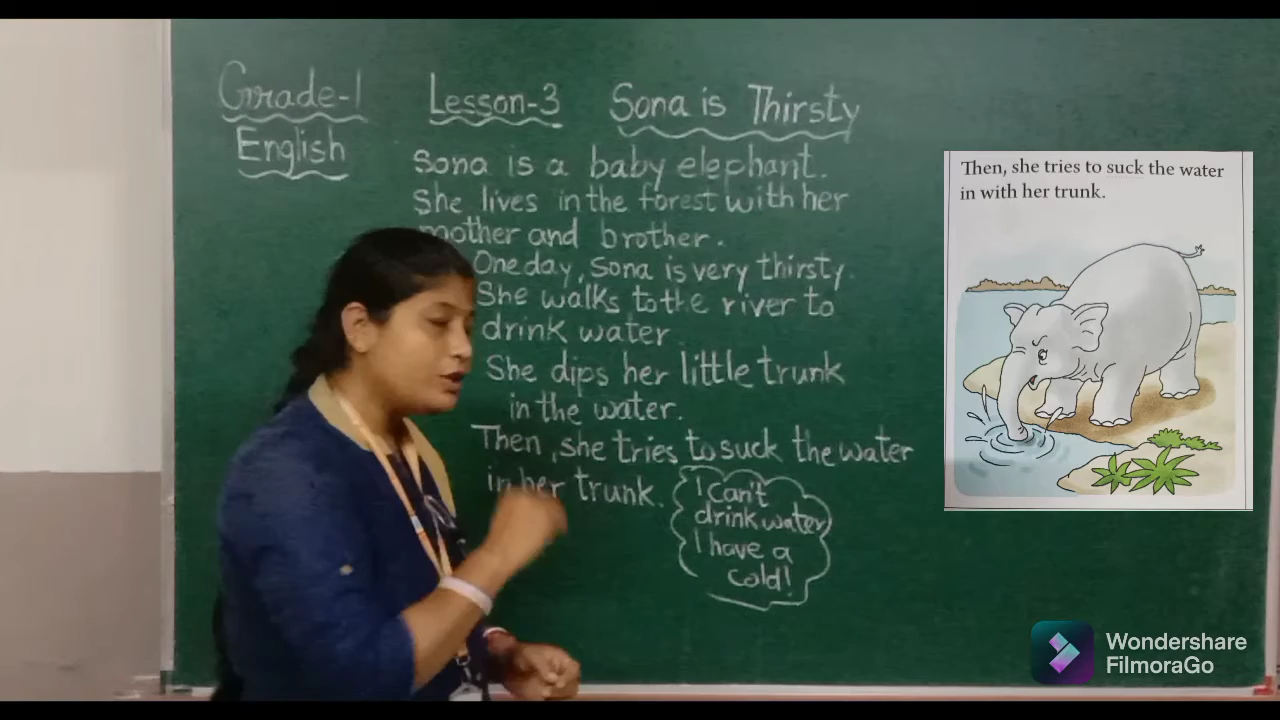 Grade-1
English
Lesson-3
Sona is Thirsty
Sona is a baby elephant.
She lives in the forest with her
mother and brother.
One day, Sona is very thirsty.
She walks to the river to
drink water.
She dips her little trunk
in the water.
Then, she tries to suck the water
in her trunk.
I can't
drink water
I have a
cold!
Then, she tries to suck the water
in with her trunk.
Wondershare
FilmoraGo